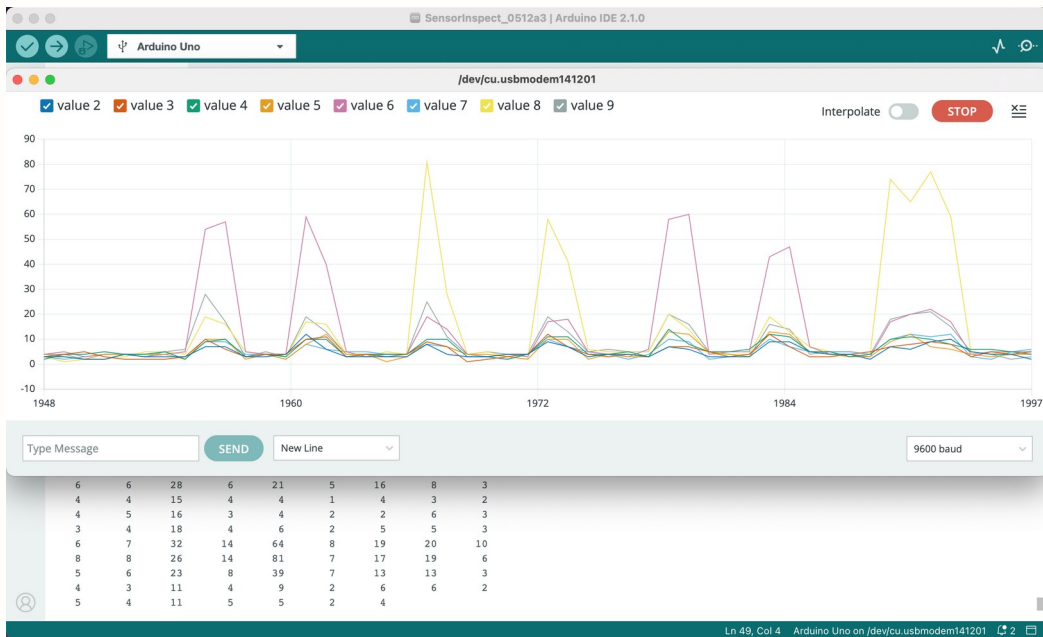 SensorInspect_0512a3 | Arduino IDE 2.1.0
Arduino Uno
/dev/cu.usbmodem141201
value 2 value 3 value 4 value 5 value 6 value 7 value 8 value 9
Interpolate STOP
90
80
70
60
50
40
30
20
10
0
-10
1948 1960 1972 1984 1997
Type Message SEND New Line 9600 baud
6 6 28 6 21 5 16 8 3
4 4 15 4 4 1 4 3 2
4 5 16 3 4 2 2 6 3
3 4 18 4 6 2 5 5 3
6 7 32 14 64 8 19 20 10
8 8 26 14 81 7 17 19 6
5 6 23 8 39 7 13 13 3
4 3 11 4 9 2 6 6 2
5 4 11 5 5 2 4
Ln 49, Col 4 Arduino Uno on /dev/cu.usbmodem141201 2